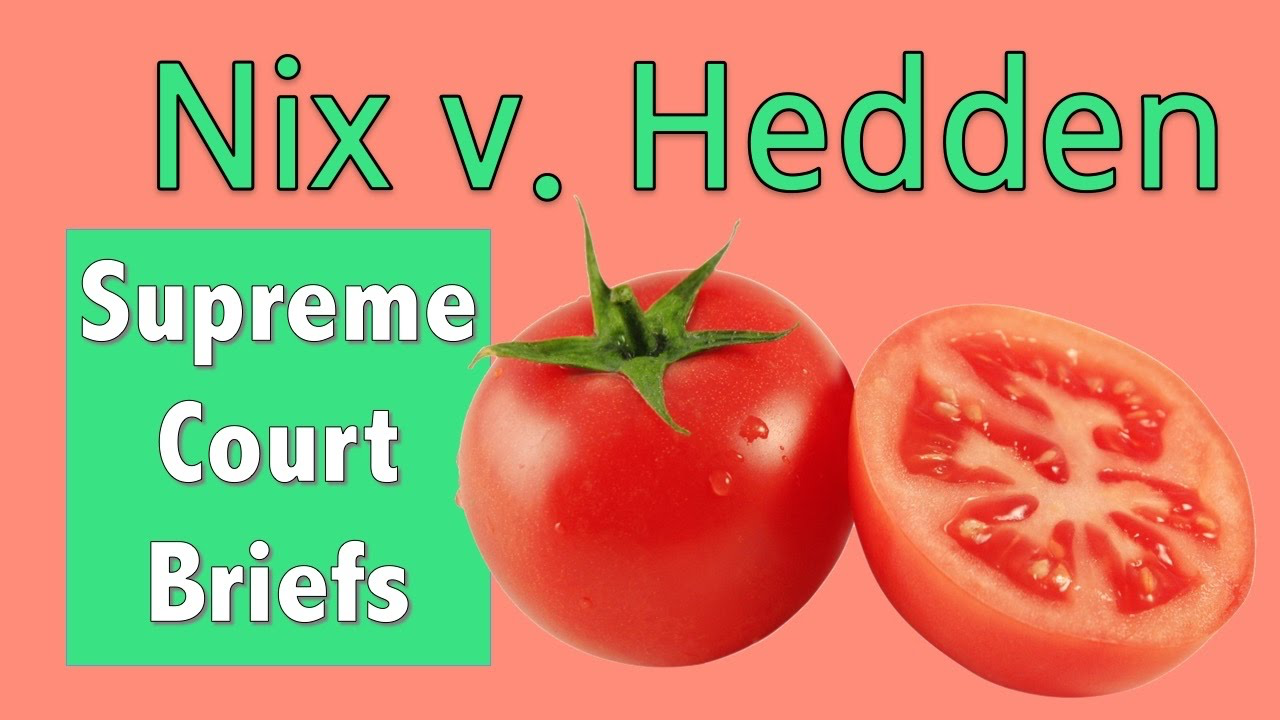 Nix v. Hedden
Supreme
Court
Briefs